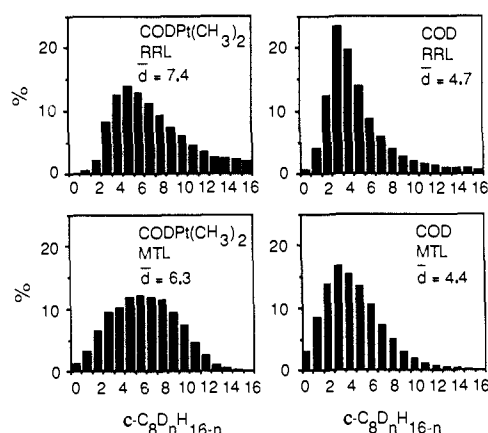 20
10
0
%
CODPt(CH3)2
RRL
d̄ = 7.4
0 2 4 6 8 10 12 14 16
COD
RRL
d̄ = 4.7
0 2 4 6 8 10 12 14 16
20
10
0
%
CODPt(CH3)2
MTL
d̄ = 6.3
0 2 4 6 8 10 12 14 16
c-C8DnH16-n
20
10
0
COD
MTL
d̄ = 4.4
0 2 4 6 8 10 12 14 16
c-C8DnH16-n